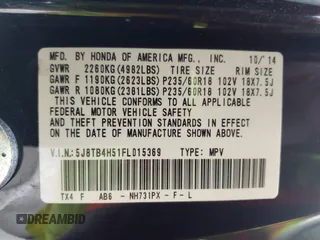 MFD. BY HONDA OF AMERICA MFG., INC. 10/14
GVWR 2260KG(4982LBS) TIRE SIZE RIM SIZE
GAWR F 1190KG(2623LBS) P235/60R18 102V 18X7.5J
GAWR R 1080KG(2381LBS) P235/60R18 102V 18X7.5J
THIS VEHICLE CONFORMS TO ALL APPLICABLE
FEDERAL MOTOR VEHICLE SAFETY AND
THEFT PREVENTION STANDARDS IN EFFECT
ON THE DATE OF MANUFACTURE SHOWN ABOVE.
V.I.N.:5J8TB4H51FL015369 TYPE: MPV
TX4 F AB6 - NH731PX - F - L
DREAMBID